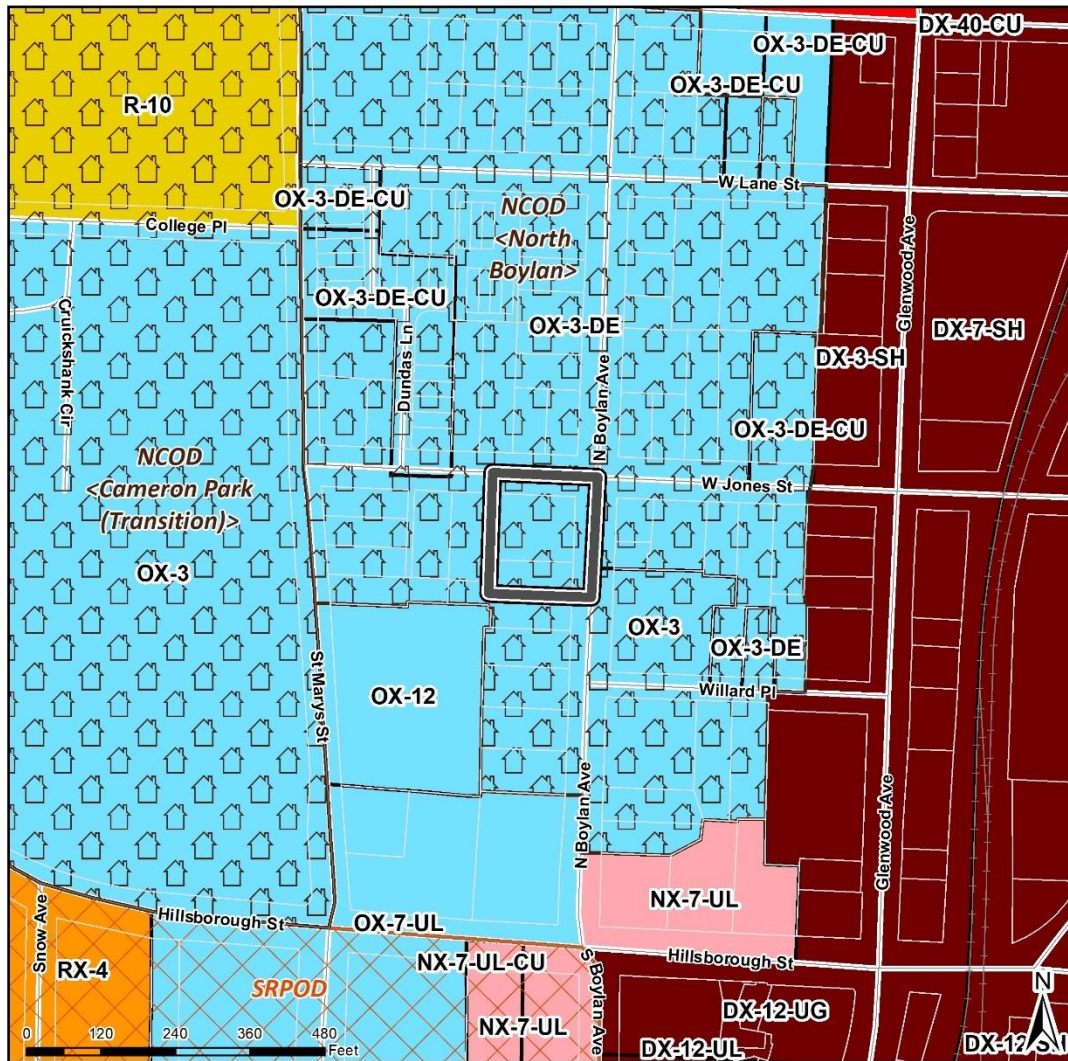 DX-40-CU
OX-3-DE-CU
OX-3-DE-CU
R-10
W Lane St
OX-3-DE-CU
NCOD
<North
Boylan>
College Pl
Glenwood Ave
Cruickshank Cir
OX-3-DE-CU
OX-3-DE
DX-7-SH
Dundas Ln
N Boylan Ave
DX-3-SH
OX-3-DE-CU
NCOD
<Cameron Park
(Transition)>
W Jones St
OX-3
OX-3
OX-3-DE
St Marys St
OX-12
Willard Pl
N Boylan Ave
Glenwood Ave
NX-7-UL
Snow Ave
Hillsborough St
OX-7-UL
Hillsborough St
RX-4
NX-7-UL-CU
S Boylan Ave
SRPOD
N
DX-12-UG
NX-7-UL
0 120 240 360 480
Feet
DX-12-UL